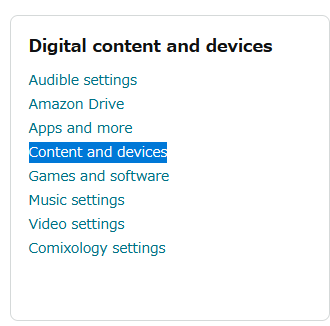 Digital content and devices
Audible settings
Amazon Drive
Apps and more
Content and devices
Games and software
Music settings
Video settings
Comixology settings